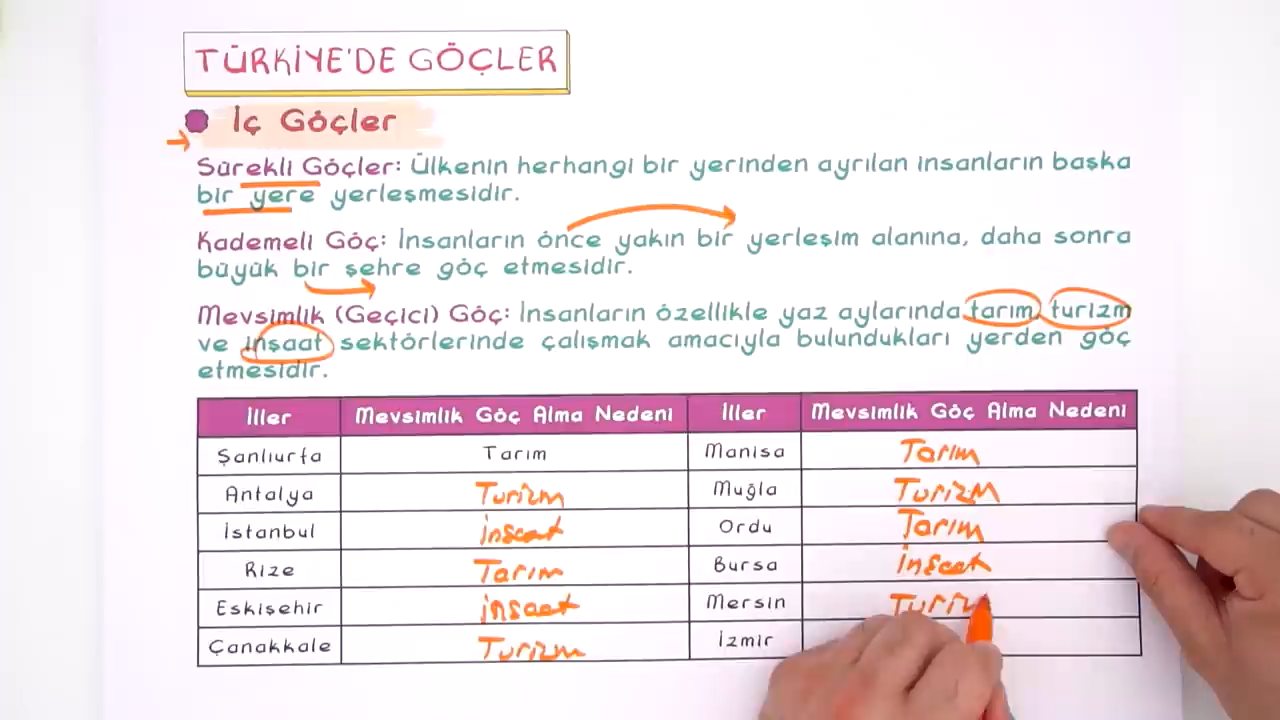 TÜRKİYE'DE GÖÇLER
İç Göçler
Sürekli Göçler: Ülkenin herhangi bir yerinden ayrılan insanların başka
bir yere yerleşmesidir.
Kademeli Göç: İnsanların önce yakın bir yerleşim alanına, daha sonra
büyük bir şehre göç etmesidir.
Mevsimlik (Geçici) Göç: İnsanların özellikle yaz aylarında tarım, turizm
ve inşaat sektörlerinde çalışmak amacıyla bulundukları yerden göç
etmesidir.
İller Mevsimlik Göç Alma Nedeni İller Mevsimlik Göç Alma Nedeni
Şanlıurfa Tarım Manisa Tarım
Antalya Turizm Muğla Turizm
İstanbul inşaat Ordu Tarım
Rize Tarım Bursa inşaat
Eskişehir inşaat Mersin Turiz
Çanakkale Turizm İzmir